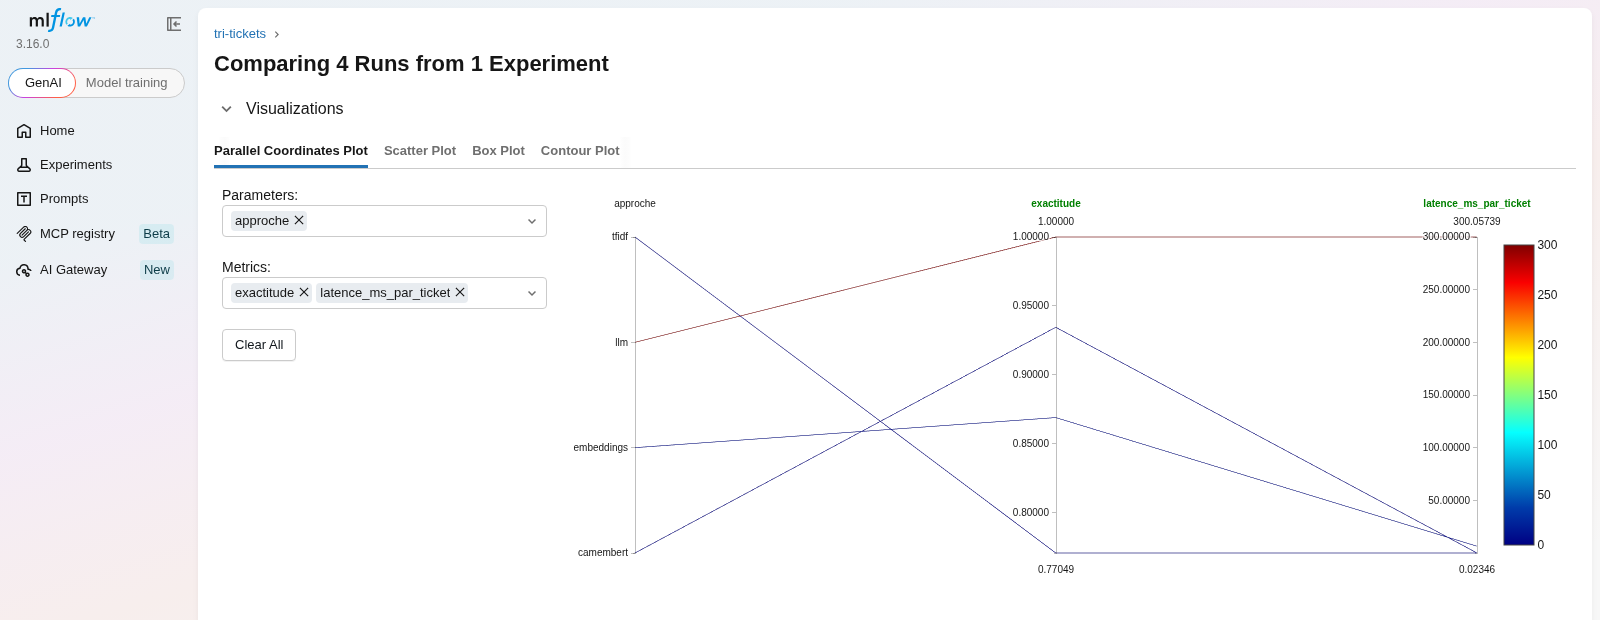 mlflow
3.16.0
GenAI
Model training
Home
Experiments
Prompts
MCP registry
Beta
AI Gateway
New
tri-tickets
Comparing 4 Runs from 1 Experiment
Visualizations
Parallel Coordinates Plot
Scatter Plot
Box Plot
Contour Plot
Parameters:
approche
Metrics:
exactitude
latence_ms_par_ticket
Clear All
approche
tfidf
llm
embeddings
camembert
exactitude
1.00000
1.00000
0.95000
0.90000
0.85000
0.80000
0.77049
latence_ms_par_ticket
300.05739
300.00000
250.00000
200.00000
150.00000
100.00000
50.00000
0.02346
300
250
200
150
100
50
0